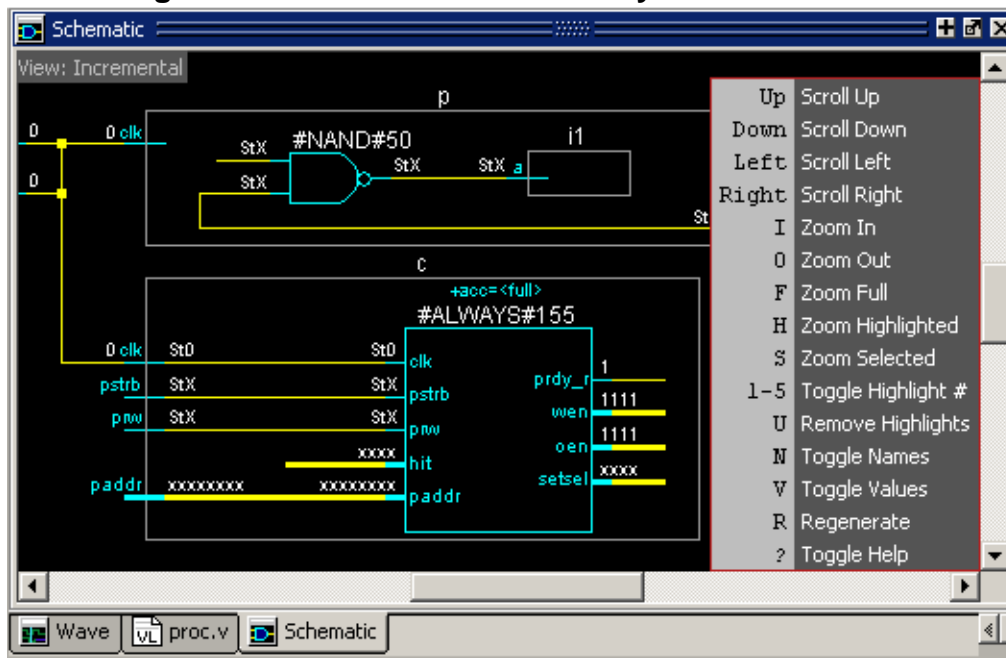 Schematic
View: Incremental
p
0 0 clk
#NAND#50
i1
StX
StX StX a
0
StX
St
c
+acc=<full>
#ALWAYS#155
0 clk St0 St0 clk
prdy_r 1
pstrb StX StX pstrb
wen 1111
prw StX StX prw
oen 1111
xxxx hit
setsel xxxx
paddr xxxxxxxx xxxxxxxx paddr
Up Scroll Up
Down Scroll Down
Left Scroll Left
Right Scroll Right
I Zoom In
O Zoom Out
F Zoom Full
H Zoom Highlighted
S Zoom Selected
1-5 Toggle Highlight #
U Remove Highlights
N Toggle Names
V Toggle Values
R Regenerate
? Toggle Help
Wave proc.v Schematic